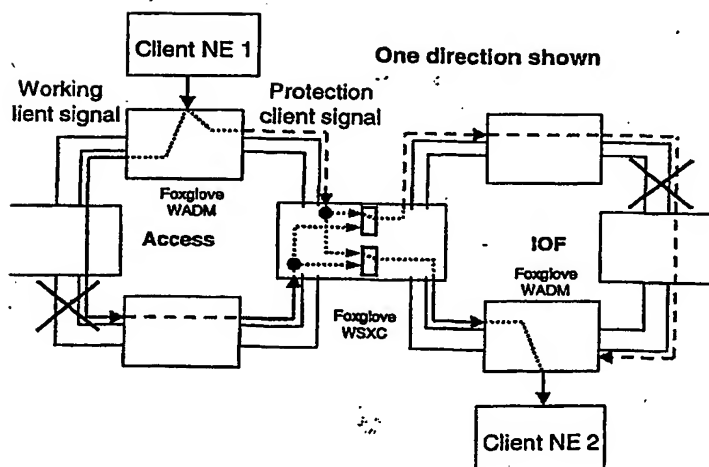 Client NE 1
One direction shown
Working
lient signal
Protection
client signal
Foxglove
WADM
Access
IOF
Foxglove
WADM
Foxglove
WSXC
Client NE 2